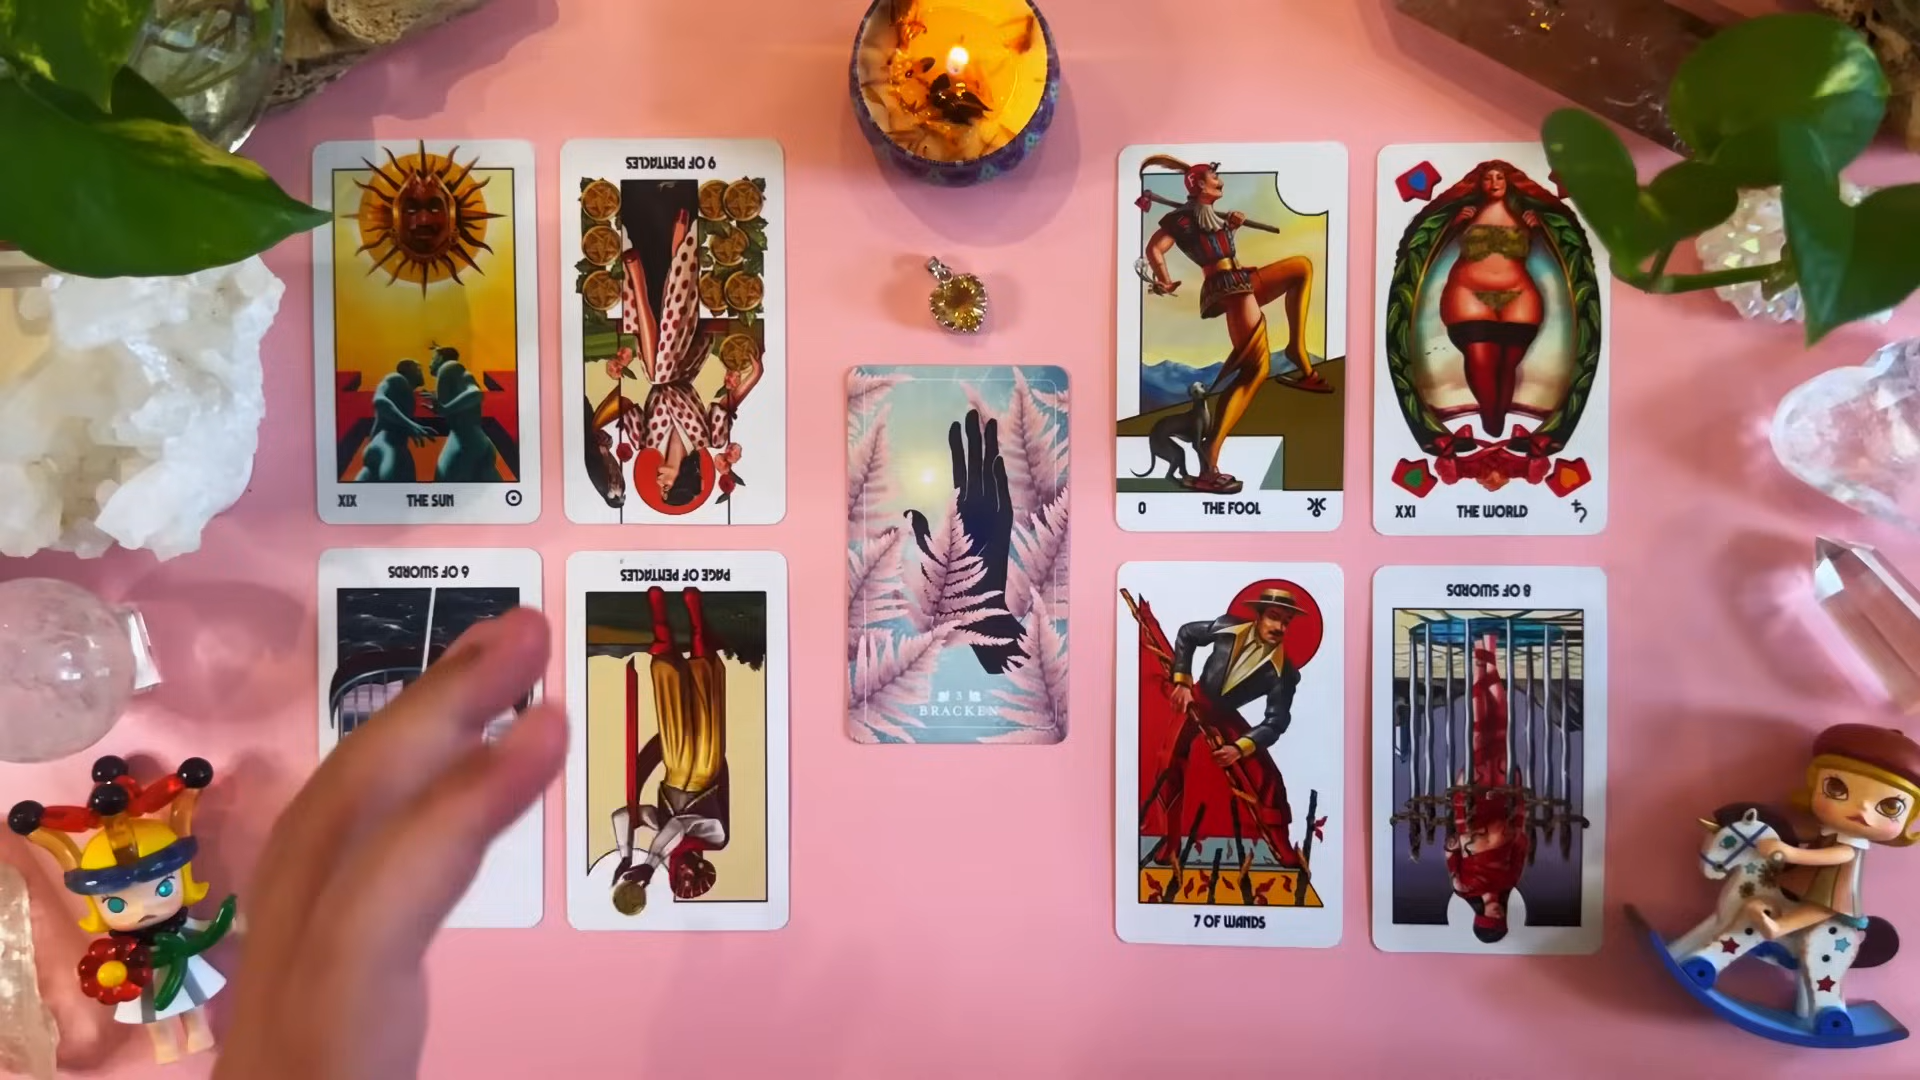 9 OF PENTACLES
XIX THE SUN
0 THE FOOL
XXI THE WORLD
6 OF SWORDS
PAGE OF PENTACLES
8 OF SWORDS
3
BRACKEN
7 OF WANDS